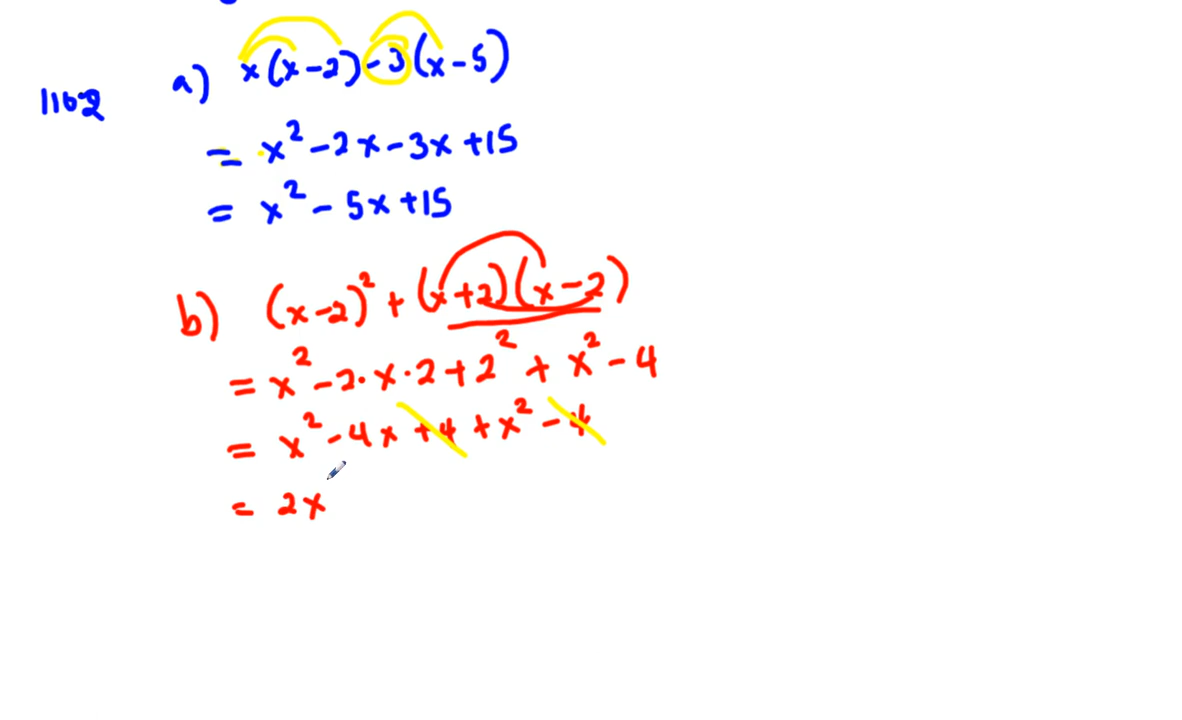 1162 a) x(x-2)-3(x-5)
= x² -2x-3x+15
= x² - 5x+15
b) (x-2)² + (x+2)(x-2)
= x² -2·x·2+2² + x² - 4
= x² -4x +4 +x² -4
= 2x